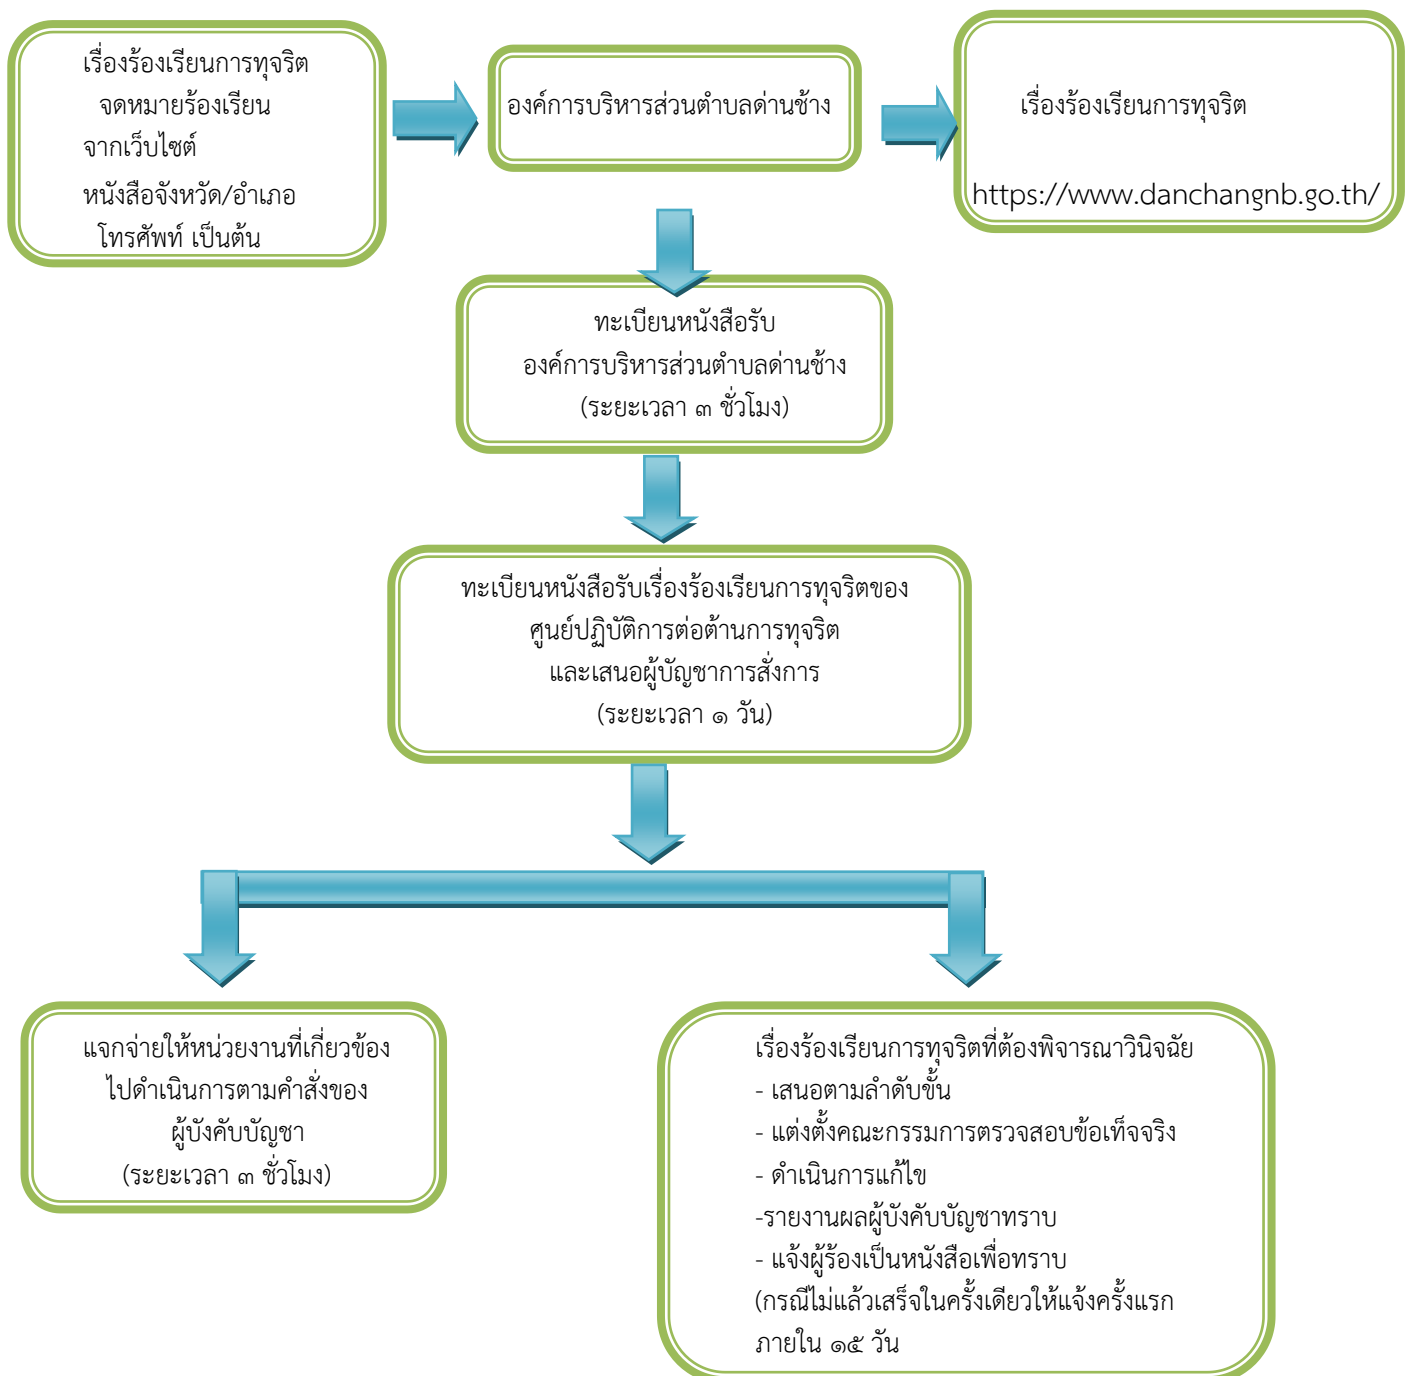 เรื่องร้องเรียนการทุจริต
จดหมายร้องเรียน
จากเว็บไซต์
หนังสือจังหวัด/อำเภอ
โทรศัพท์ เป็นต้น
องค์การบริหารส่วนตำบลด่านช้าง
เรื่องร้องเรียนการทุจริต
https://www.danchangnb.go.th/
ทะเบียนหนังสือรับ
องค์การบริหารส่วนตำบลด่านช้าง
(ระยะเวลา ๓ ชั่วโมง)
ทะเบียนหนังสือรับเรื่องร้องเรียนการทุจริตของ
ศูนย์ปฏิบัติการต่อต้านการทุจริต
และเสนอผู้บัญชาการสั่งการ
(ระยะเวลา ๑ วัน)
แจกจ่ายให้หน่วยงานที่เกี่ยวข้อง
ไปดำเนินการตามคำสั่งของ
ผู้บังคับบัญชา
(ระยะเวลา ๓ ชั่วโมง)
เรื่องร้องเรียนการทุจริตที่ต้องพิจารณาวินิจฉัย
- เสนอตามลำดับขั้น
- แต่งตั้งคณะกรรมการตรวจสอบข้อเท็จจริง
- ดำเนินการแก้ไข
-รายงานผลผู้บังคับบัญชาทราบ
- แจ้งผู้ร้องเป็นหนังสือเพื่อทราบ
(กรณีไม่แล้วเสร็จในครั้งเดียวให้แจ้งครั้งแรก
ภายใน ๑๕ วัน